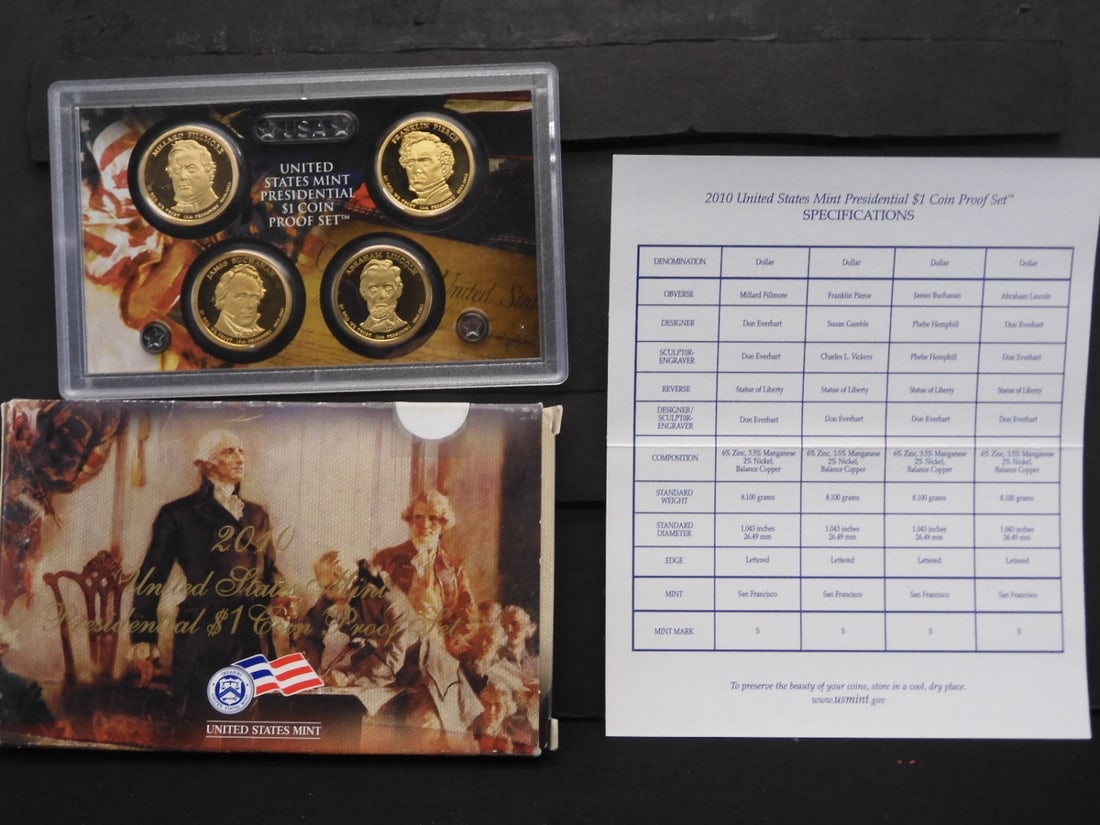 USA
UNITED
STATES MINT
PRESIDENTIAL
$1 COIN
PROOF SET™
MILLARD FILLMORE
FRANKLIN PIERCE
JAMES BUCHANAN
ABRAHAM LINCOLN
United Sta
2010
United States Mint
Presidential $1 Coin Proof Set
UNITED STATES MINT
2010 United States Mint Presidential $1 Coin Proof Set™
SPECIFICATIONS
DENOMINATION Dollar Dollar Dollar Dollar
OBVERSE Millard Fillmore Franklin Pierce James Buchanan Abraham Lincoln
DESIGNER Don Everhart Susan Gamble Phebe Hemphill Don Everhart
SCULPTOR-
ENGRAVER Don Everhart Charles L. Vickers Phebe Hemphill Don Everhart
REVERSE Statue of Liberty Statue of Liberty Statue of Liberty Statue of Liberty
DESIGNER/
SCULPTOR-
ENGRAVER Don Everhart Don Everhart Don Everhart Don Everhart
COMPOSITION 6% Zinc, 3.5% Manganese 6% Zinc, 3.5% Manganese 6% Zinc, 3.5% Manganese 6% Zinc, 3.5% Manganese
2% Nickel, 2% Nickel, 2% Nickel, 2% Nickel,
Balance Copper Balance Copper Balance Copper Balance Copper
STANDARD
WEIGHT 8.100 grams 8.100 grams 8.100 grams 8.100 grams
STANDARD 1.043 inches 1.043 inches 1.043 inches 1.043 inches
DIAMETER 26.49 mm 26.49 mm 26.49 mm 26.49 mm
EDGE Lettered Lettered Lettered Lettered
MINT San Francisco San Francisco San Francisco San Francisco
MINT MARK S S S S
To preserve the beauty of your coins, store in a cool, dry place.
www.usmint.gov